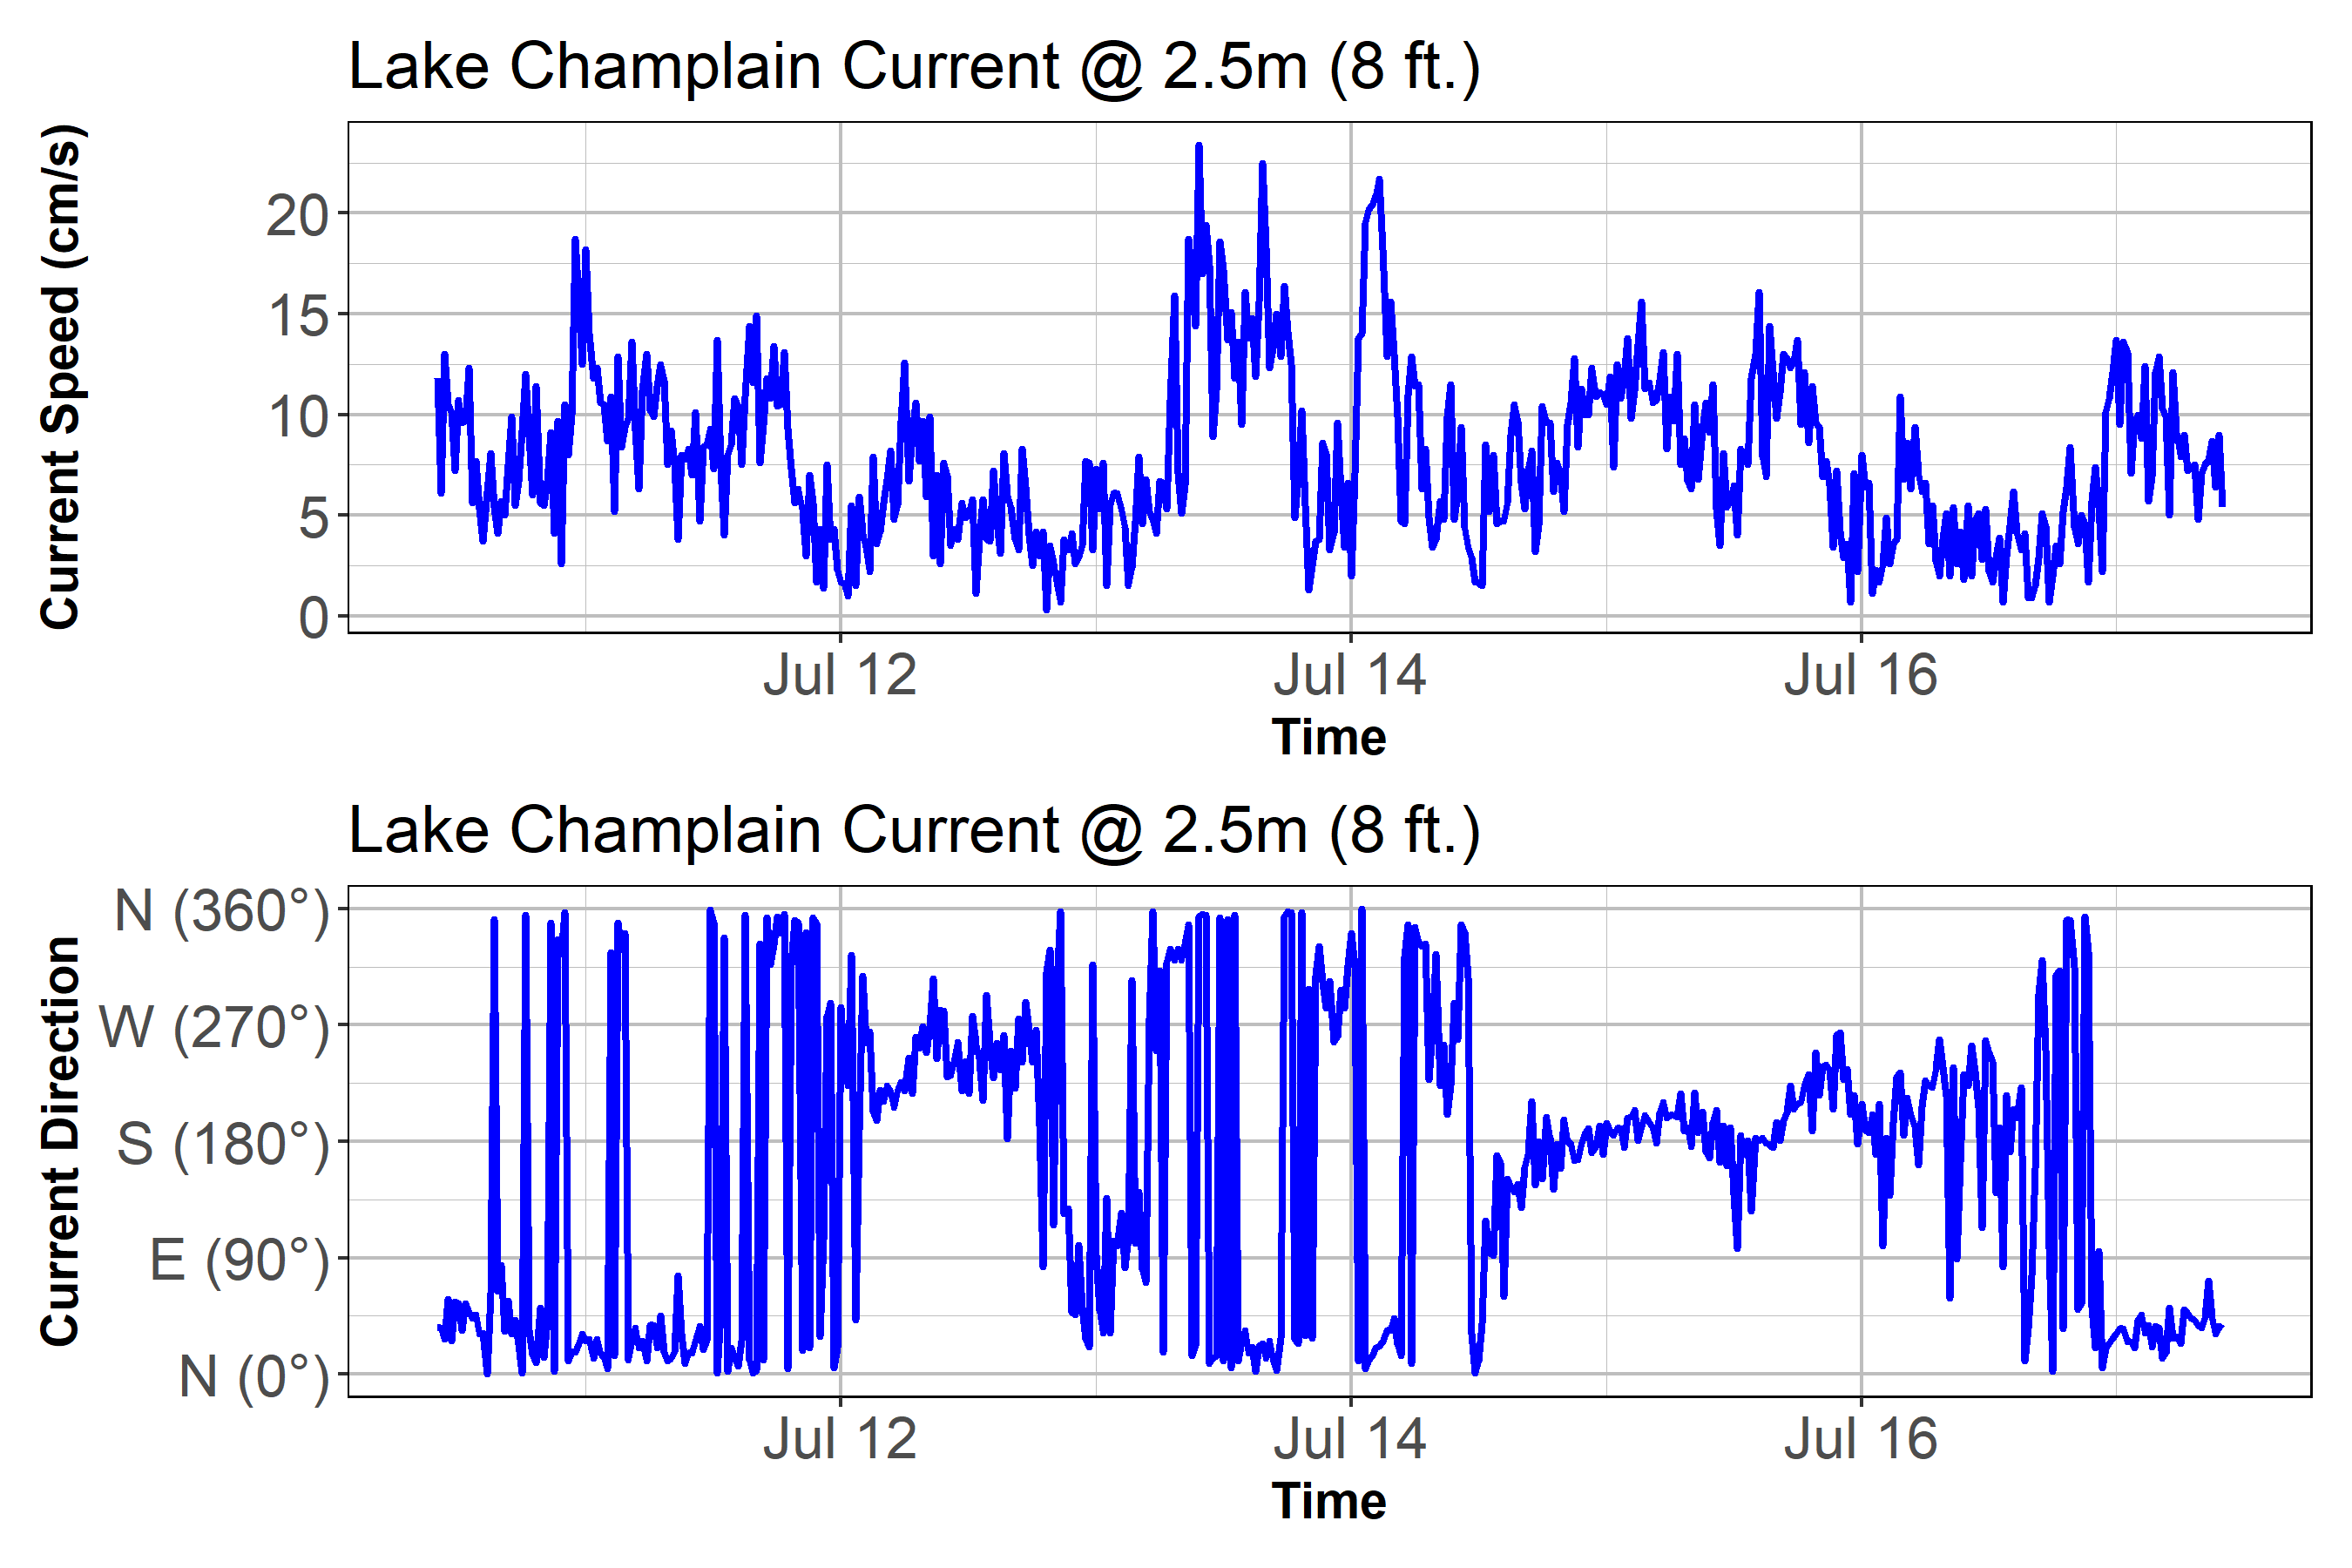 Lake Champlain Current @ 2.5m (8 ft.)
Current Speed (cm/s)
20
15
10
5
0
Jul 12 Jul 14 Jul 16
Time
Lake Champlain Current @ 2.5m (8 ft.)
Current Direction
N (360°)
W (270°)
S (180°)
E (90°)
N (0°)
Jul 12 Jul 14 Jul 16
Time